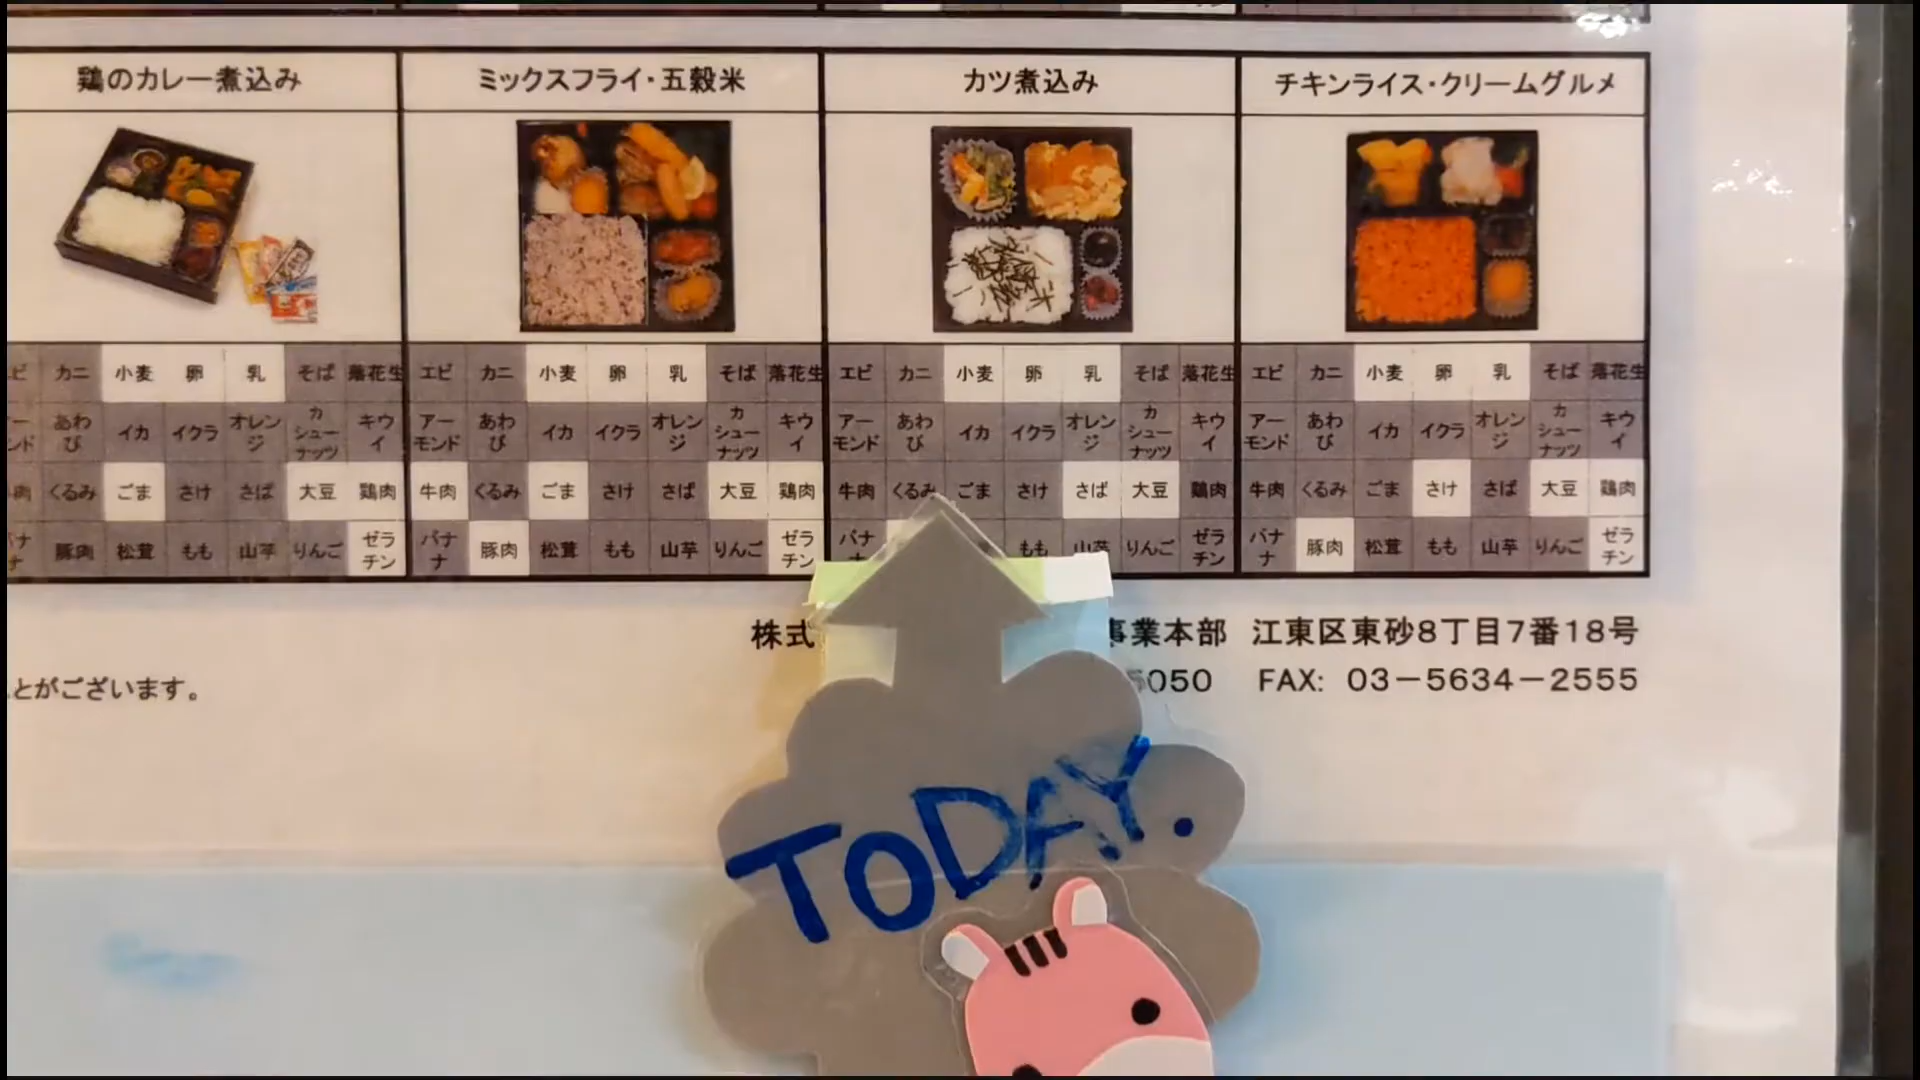 鶏のカレー煮込み ミックスフライ・五穀米 カツ煮込み チキンライス・クリームグルメ
カニ 小麦 卵 乳 そば 落花生 エビ カニ 小麦 卵 乳 そば 落花生 エビ カニ 小麦 卵 乳 そば 落花生 エビ カニ 小麦 卵 乳 そば 落花生
あわび イカ イクラ オレンジ カシューナッツ キウイ アーモンド あわび イカ イクラ オレンジ カシューナッツ キウイ アーモンド あわび イカ イクラ オレンジ カシューナッツ キウイ アーモンド あわび イカ イクラ オレンジ カシューナッツ キウイ
くるみ ごま さけ さば 大豆 鶏肉 牛肉 くるみ ごま さけ さば 大豆 鶏肉 牛肉 くるみ ごま さけ さば 大豆 鶏肉 牛肉 くるみ ごま さけ さば 大豆 鶏肉
豚肉 松茸 もも 山芋 りんご ゼラチン バナナ 豚肉 松茸 もも 山芋 りんご ゼラチン もも 山芋 りんご ゼラチン バナナ 豚肉 松茸 もも 山芋 りんご ゼラチン
株式 事業本部 江東区東砂8丁目7番18号
とがございます。 5050 FAX: 03-5634-2555
TODAY.